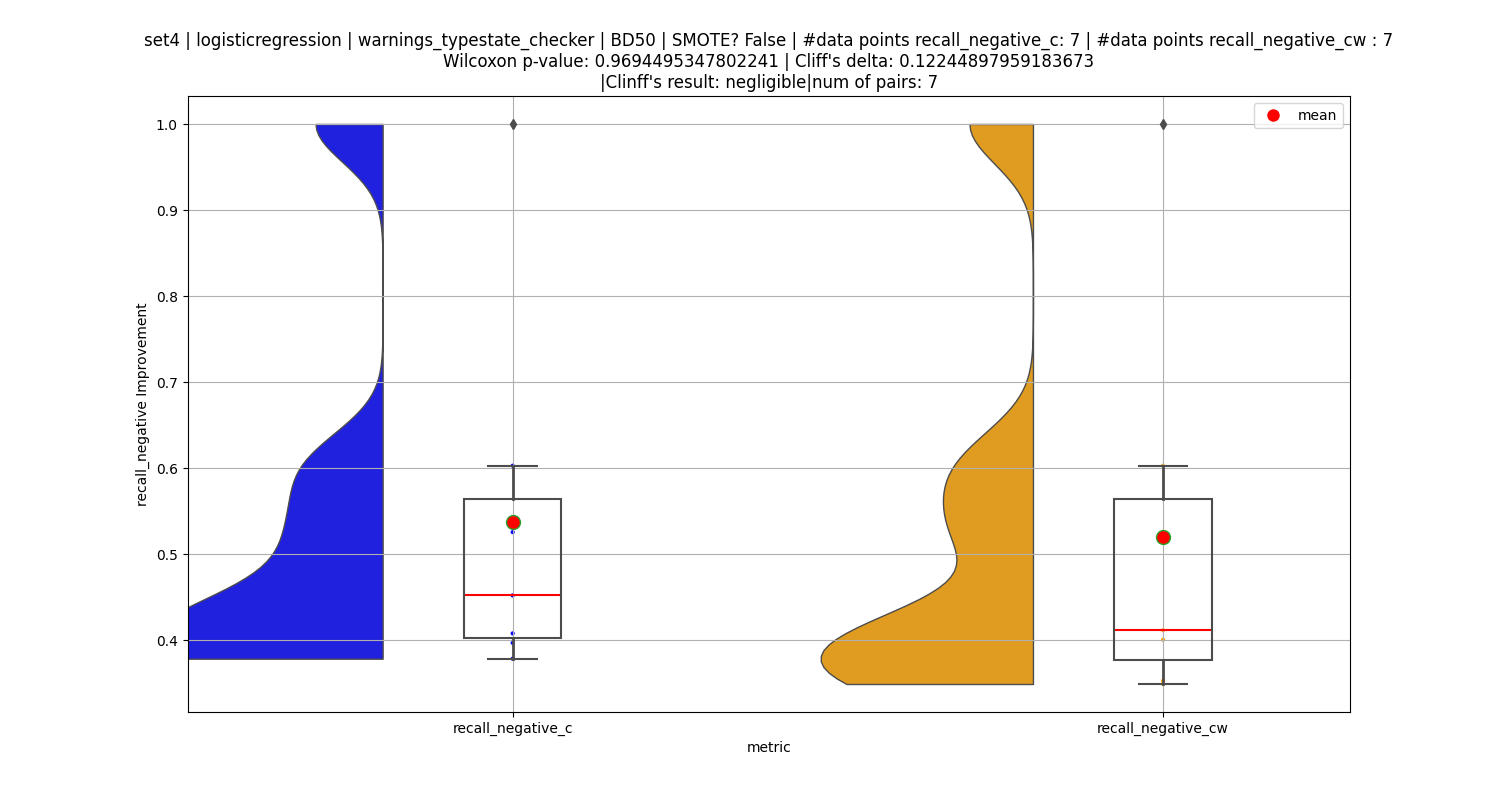 set4 | logisticregression | warnings_typestate_checker | BD50 | SMOTE? False | #data points recall_negative_c: 7 | #data points recall_negative_cw : 7
Wilcoxon p-value: 0.9694495347802241 | Cliff's delta: 0.12244897959183673
|Clinff's result: negligible|num of pairs: 7
mean
1.0
0.9
0.8
0.7
0.6
0.5
0.4
recall_negative Improvement
recall_negative_c
recall_negative_cw
metric